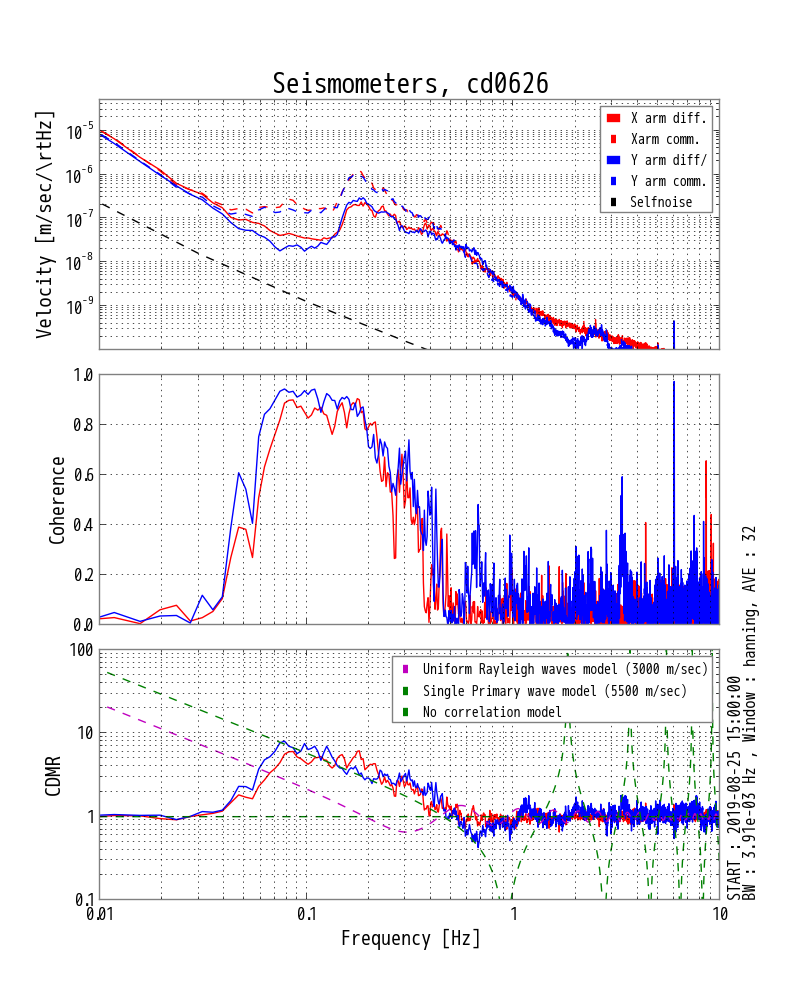 Seismometers, cd0626
Velocity [m/sec/\rtHz]
10^-5
10^-6
10^-7
10^-8
10^-9
X arm diff.
Xarm comm.
Y arm diff/
Y arm comm.
Selfnoise
Coherence
1.0
0.8
0.6
0.4
0.2
0.0
CDMR
100
10
1
0.1
Uniform Rayleigh waves model (3000 m/sec)
Single Primary wave model (5500 m/sec)
No correlation model
0.01
0.1
1
10
Frequency [Hz]
START : 2019-08-25 15:00:00
BW : 3.91e-03 Hz , Window : hanning, AVE : 32